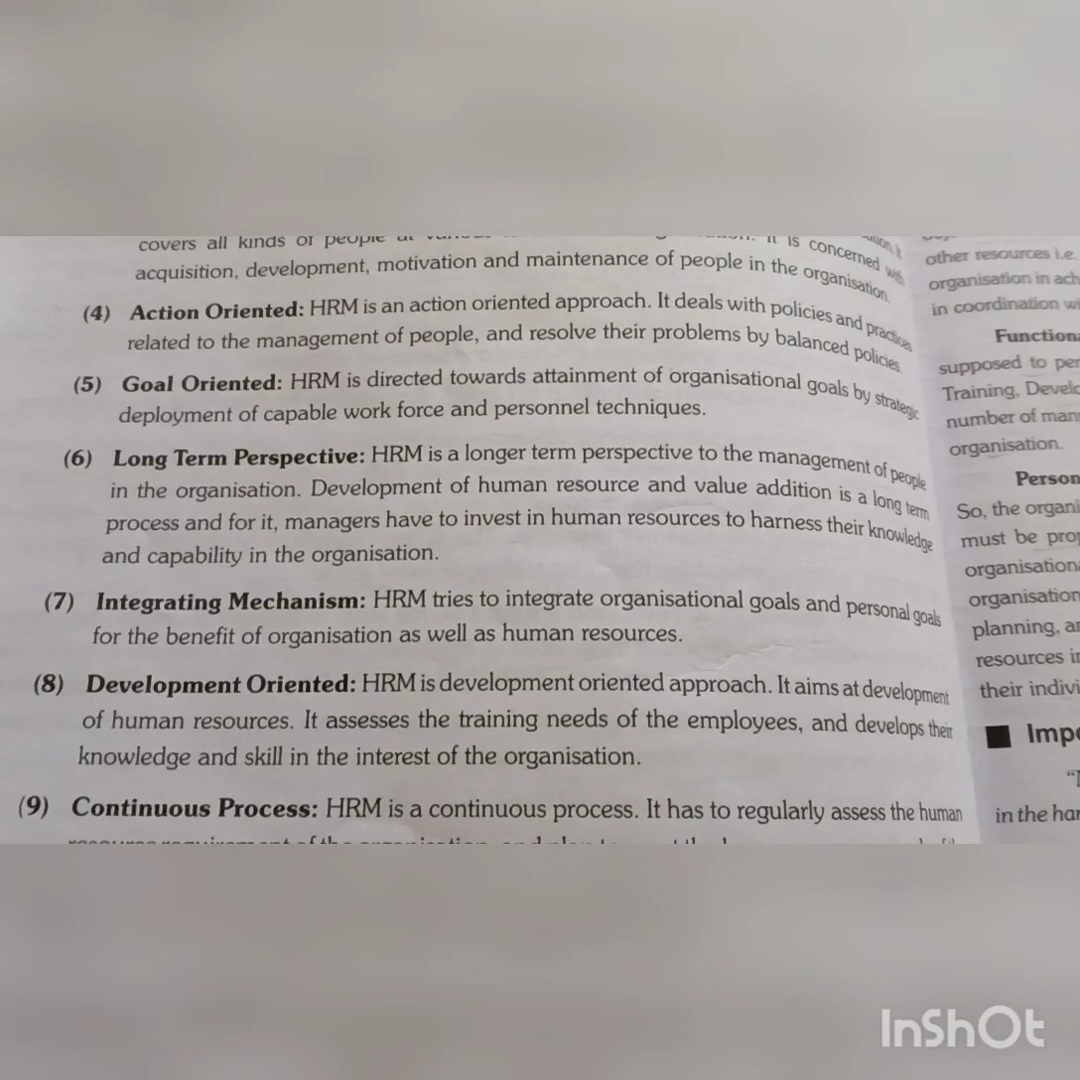 covers all kinds of people
It is concerned with
acquisition, development, motivation and maintenance of people in the organisation.
(4) Action Oriented: HRM is an action oriented approach. It deals with policies and practices
related to the management of people, and resolve their problems by balanced policies.
(5) Goal Oriented: HRM is directed towards attainment of organisational goals by strategic
deployment of capable work force and personnel techniques.
(6) Long Term Perspective: HRM is a longer term perspective to the management of people
in the organisation. Development of human resource and value addition is a long term
process and for it, managers have to invest in human resources to harness their knowledge
and capability in the organisation.
(7) Integrating Mechanism: HRM tries to integrate organisational goals and personal goals
for the benefit of organisation as well as human resources.
(8) Development Oriented: HRM is development oriented approach. It aims at development
of human resources. It assesses the training needs of the employees, and develops their
knowledge and skill in the interest of the organisation.
(9) Continuous Process: HRM is a continuous process. It has to regularly assess the human
other resources i.e.
organisation in ach
in coordination wi
Functiona
supposed to per
Training, Develo
number of man
organisation.
Person
So, the organi
must be prop
organisationa
organisation
planning, an
resources in
their indivi
■ Impo
in the har
InShOt